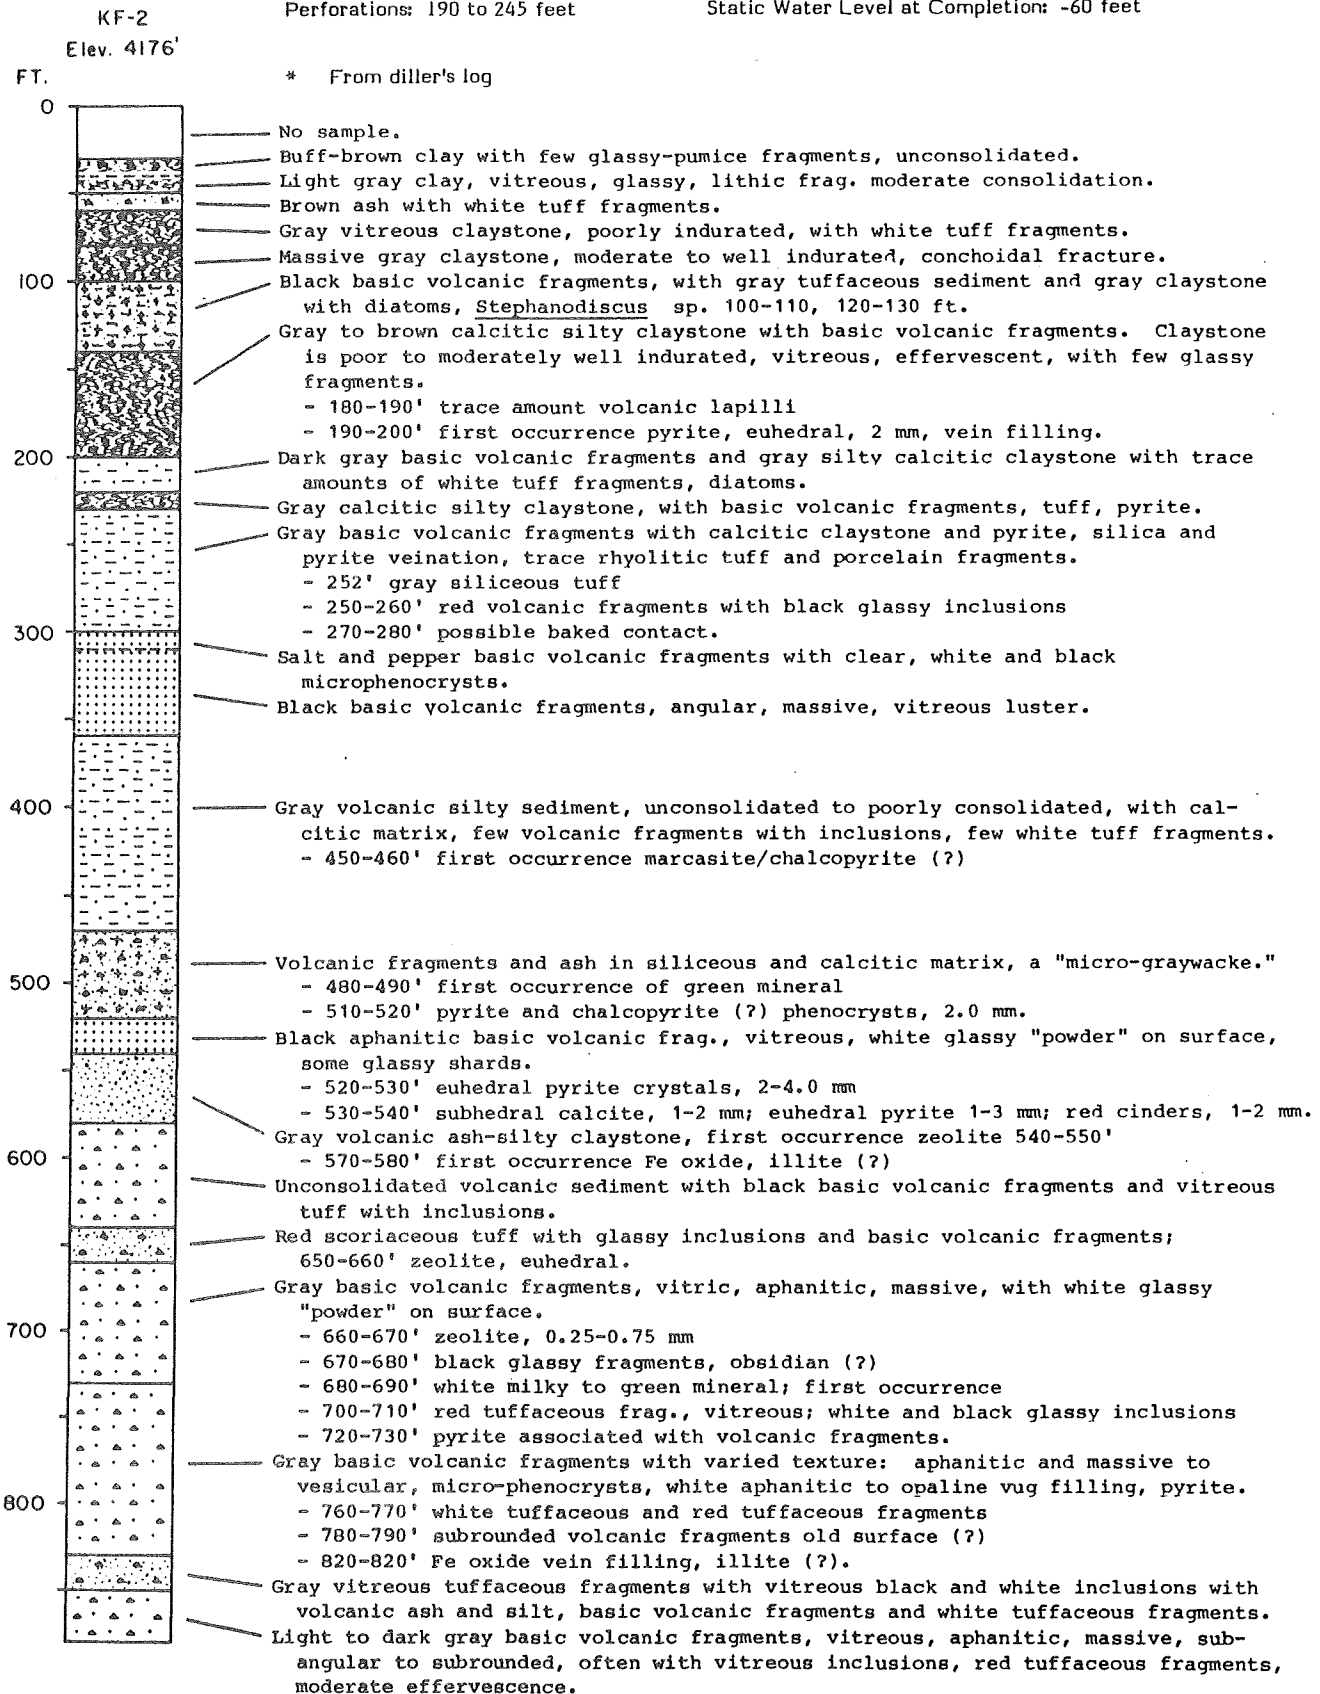 KF-2
Elev. 4176'
Perforations: 190 to 245 feet
Static Water Level at Completion: -60 feet
FT.
* From diller's log
0
No sample.
Buff-brown clay with few glassy-pumice fragments, unconsolidated.
Light gray clay, vitreous, glassy, lithic frag. moderate consolidation.
Brown ash with white tuff fragments.
Gray vitreous claystone, poorly indurated, with white tuff fragments.
Massive gray claystone, moderate to well indurated, conchoidal fracture.
100
Black basic volcanic fragments, with gray tuffaceous sediment and gray claystone
with diatoms, Stephanodiscus sp. 100-110, 120-130 ft.
Gray to brown calcitic silty claystone with basic volcanic fragments. Claystone
is poor to moderately well indurated, vitreous, effervescent, with few glassy
fragments.
- 180-190' trace amount volcanic lapilli
- 190-200' first occurrence pyrite, euhedral, 2 mm, vein filling.
200
Dark gray basic volcanic fragments and gray silty calcitic claystone with trace
amounts of white tuff fragments, diatoms.
Gray calcitic silty claystone, with basic volcanic fragments, tuff, pyrite.
Gray basic volcanic fragments with calcitic claystone and pyrite, silica and
pyrite veination, trace rhyolitic tuff and porcelain fragments.
- 252' gray siliceous tuff
- 250-260' red volcanic fragments with black glassy inclusions
- 270-280' possible baked contact.
300
Salt and pepper basic volcanic fragments with clear, white and black
microphenocrysts.
Black basic volcanic fragments, angular, massive, vitreous luster.
400
Gray volcanic silty sediment, unconsolidated to poorly consolidated, with cal-
citic matrix, few volcanic fragments with inclusions, few white tuff fragments.
- 450-460' first occurrence marcasite/chalcopyrite (?)
Volcanic fragments and ash in siliceous and calcitic matrix, a "micro-graywacke."
500
- 480-490' first occurrence of green mineral
- 510-520' pyrite and chalcopyrite (?) phenocrysts, 2.0 mm.
Black aphanitic basic volcanic frag., vitreous, white glassy "powder" on surface,
some glassy shards.
- 520-530' euhedral pyrite crystals, 2-4.0 mm
- 530-540' subhedral calcite, 1-2 mm; euhedral pyrite 1-3 mm; red cinders, 1-2 mm.
Gray volcanic ash-silty claystone, first occurrence zeolite 540-550'
600
- 570-580' first occurrence Fe oxide, illite (?)
Unconsolidated volcanic sediment with black basic volcanic fragments and vitreous
tuff with inclusions.
Red scoriaceous tuff with glassy inclusions and basic volcanic fragments;
650-660' zeolite, euhedral.
Gray basic volcanic fragments, vitric, aphanitic, massive, with white glassy
"powder" on surface.
700
- 660-670' zeolite, 0.25-0.75 mm
- 670-680' black glassy fragments, obsidian (?)
- 680-690' white milky to green mineral; first occurrence
- 700-710' red tuffaceous frag., vitreous; white and black glassy inclusions
- 720-730' pyrite associated with volcanic fragments.
Gray basic volcanic fragments with varied texture: aphanitic and massive to
vesicular, micro-phenocrysts, white aphanitic to opaline vug filling, pyrite.
800
- 760-770' white tuffaceous and red tuffaceous fragments
- 780-790' subrounded volcanic fragments old surface (?)
- 820-820' Fe oxide vein filling, illite (?).
Gray vitreous tuffaceous fragments with vitreous black and white inclusions with
volcanic ash and silt, basic volcanic fragments and white tuffaceous fragments.
Light to dark gray basic volcanic fragments, vitreous, aphanitic, massive, sub-
angular to subrounded, often with vitreous inclusions, red tuffaceous fragments,
moderate effervescence.